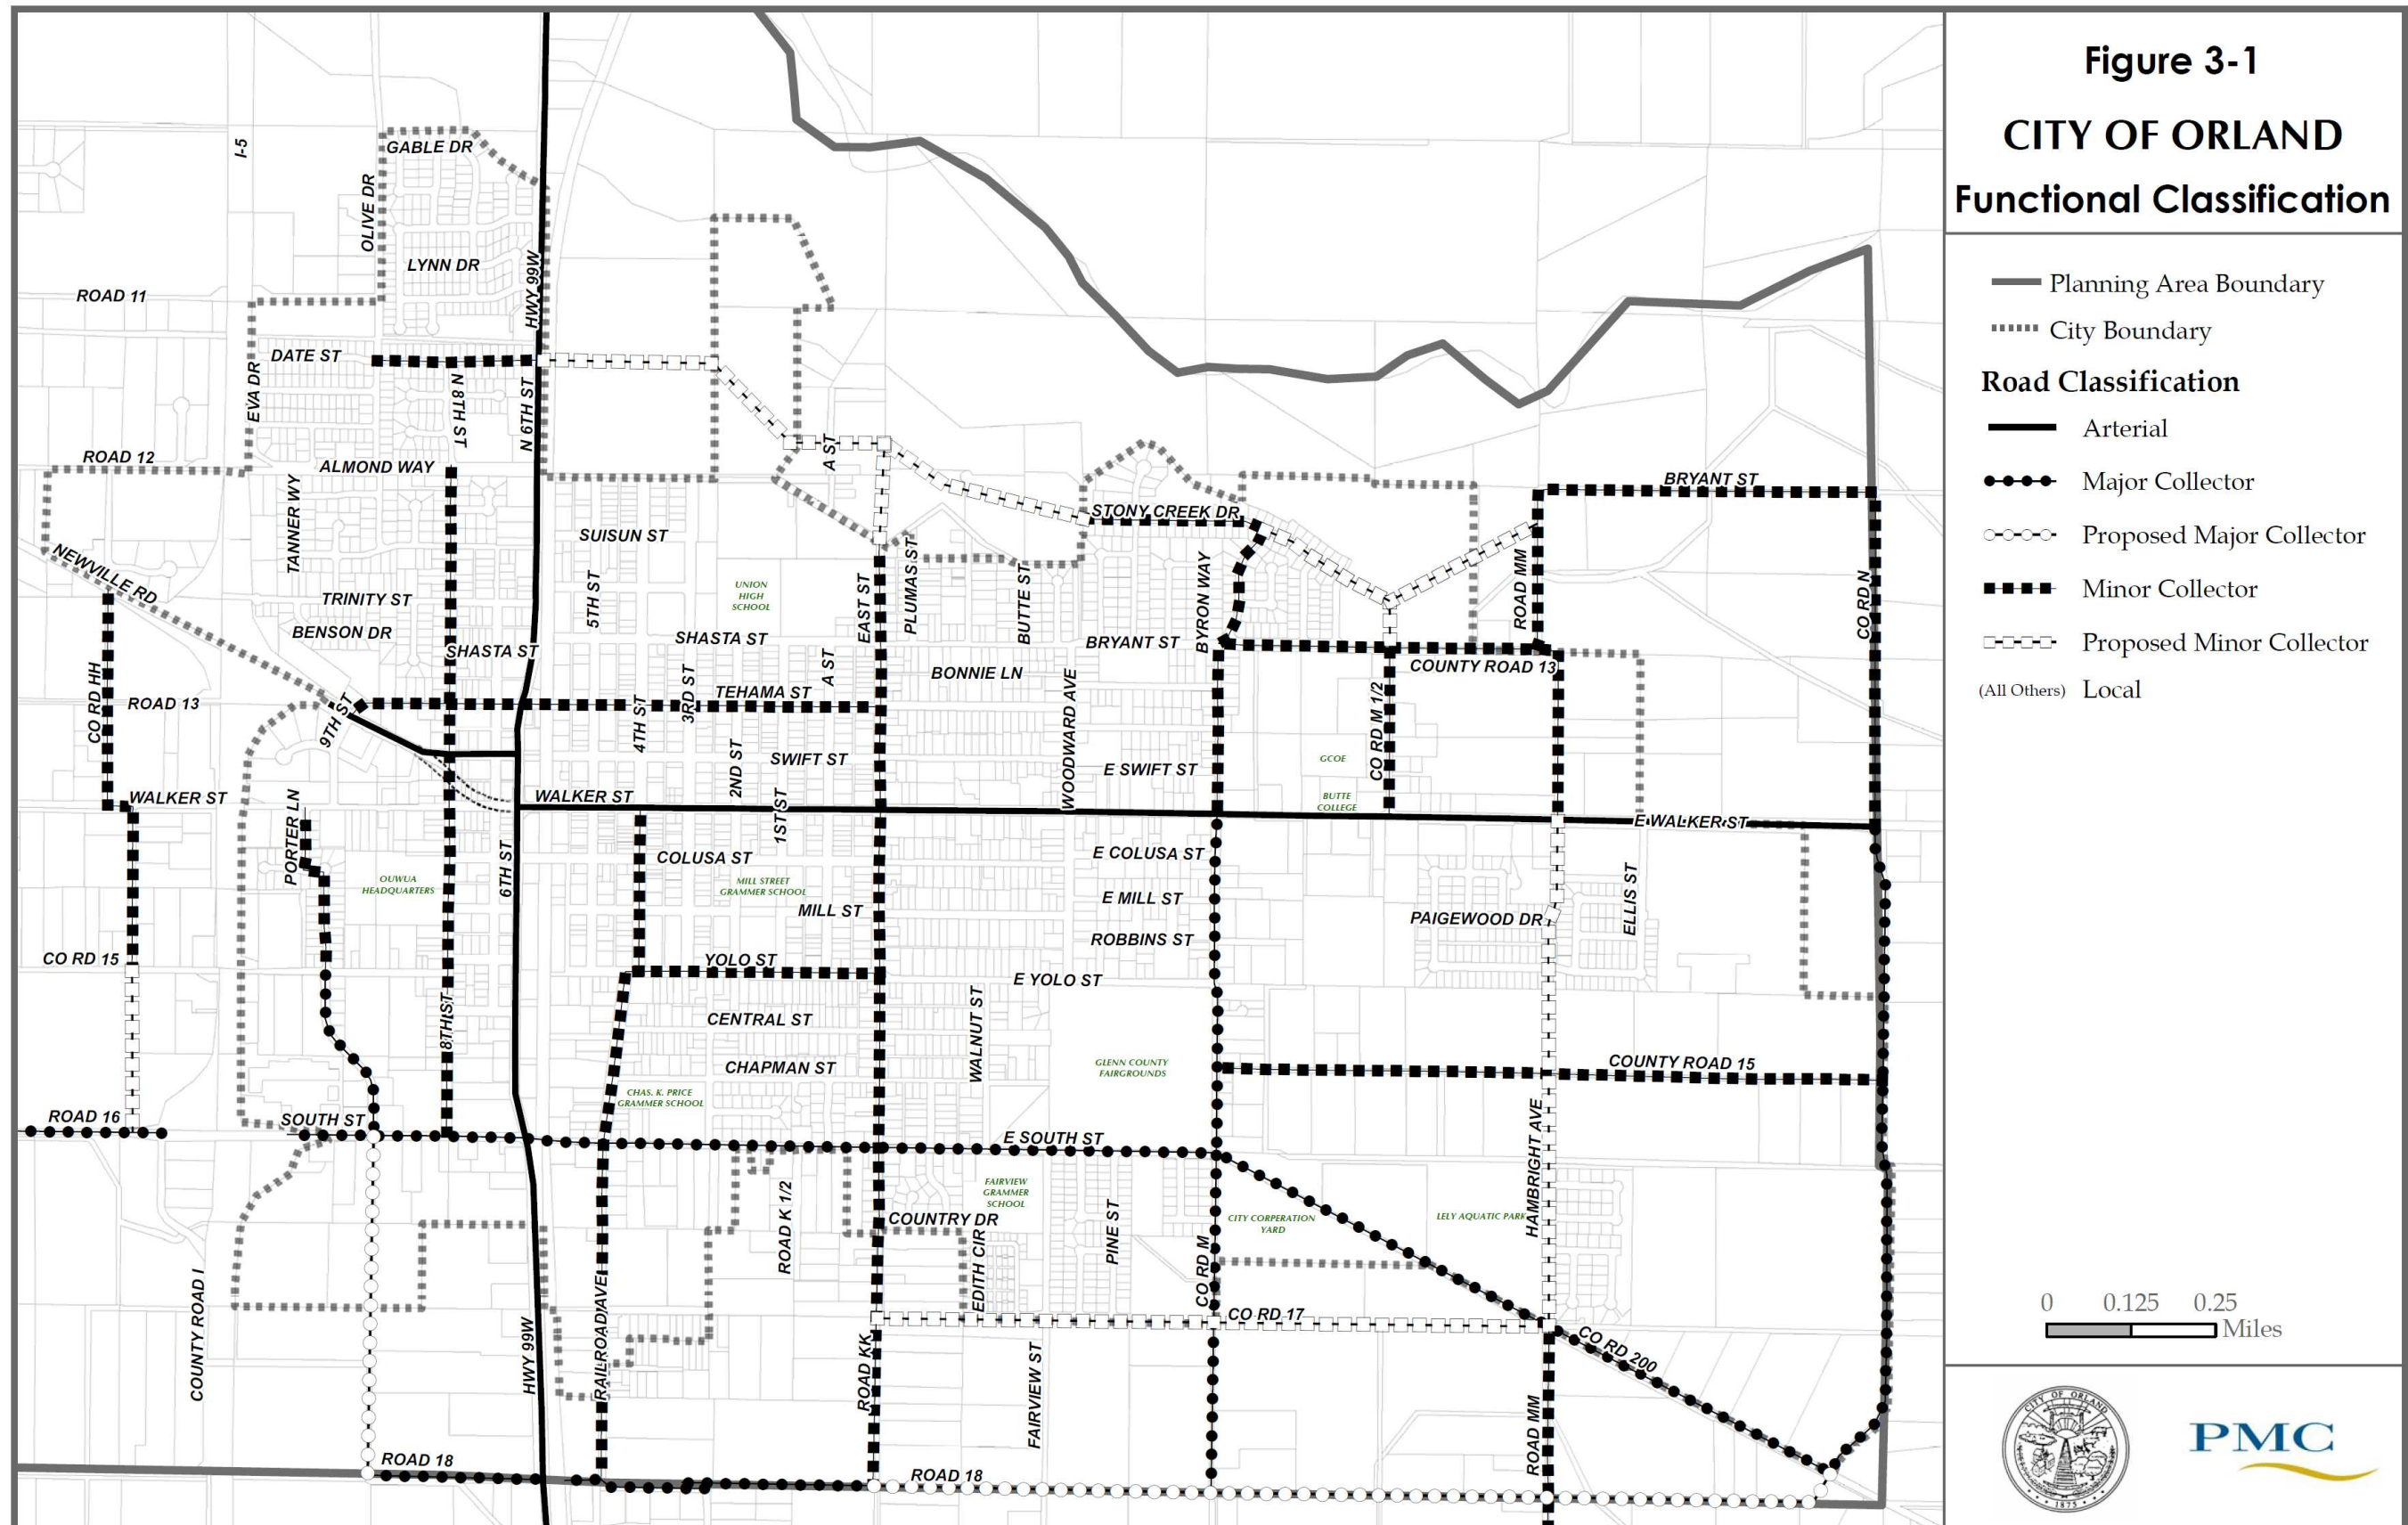 Figure 3-1
CITY OF ORLAND
Functional Classification
Planning Area Boundary
City Boundary
Road Classification
Arterial
Major Collector
Proposed Major Collector
Minor Collector
Proposed Minor Collector
(All Others) Local
0 0.125 0.25
Miles
CITY OF ORLAND
1875
PMC
I-5
GABLE DR
OLIVE DR
LYNN DR
HWY 99W
ROAD 11
DATE ST
EVA DR
N 8TH ST
N 6TH ST
ROAD 12
ALMOND WAY
A ST
TANNER WY
BRYANT ST
STONY CREEK DR
SUISUN ST
NEWVILLE RD
5TH ST
UNION
HIGH
SCHOOL
EAST ST
PLUMAS ST
BUTTE ST
BYRON WAY
ROAD MM
CO RD N
TRINITY ST
BENSON DR
SHASTA ST
SHASTA ST
BRYANT ST
COUNTY ROAD 13
A ST
BONNIE LN
CO RD HH
ROAD 13
9TH ST
4TH ST
3RD ST
TEHAMA ST
WOODWARD AVE
CO RD M 1/2
2ND ST
SWIFT ST
E SWIFT ST
GCOE
BUTTE
COLLEGE
WALKER ST
PORTER LN
WALKER ST
1ST ST
E WALKER ST
6TH ST
COLUSA ST
E COLUSA ST
OUWUA
HEADQUARTERS
MILL STREET
GRAMMER SCHOOL
MILL ST
E MILL ST
PAIGEWOOD DR
ELLIS ST
ROBBINS ST
CO RD 15
YOLO ST
E YOLO ST
8TH ST
CENTRAL ST
WALNUT ST
CHAPMAN ST
GLENN COUNTY
FAIRGROUNDS
COUNTY ROAD 15
CHAS. K. PRICE
GRAMMER SCHOOL
ROAD 16
SOUTH ST
E SOUTH ST
HAMBRIGHT AVE
FAIRVIEW
GRAMMER
SCHOOL
ROAD K 1/2
COUNTRY DR
PINE ST
CITY CORPERATION
YARD
LELY AQUATIC PARK
EDITH CIR
CO RD M
COUNTY ROAD I
RAILROAD AVE
CO RD 17
HWY 99W
ROAD KK
FAIRVIEW ST
CO RD 200
ROAD MM
ROAD 18
ROAD 18